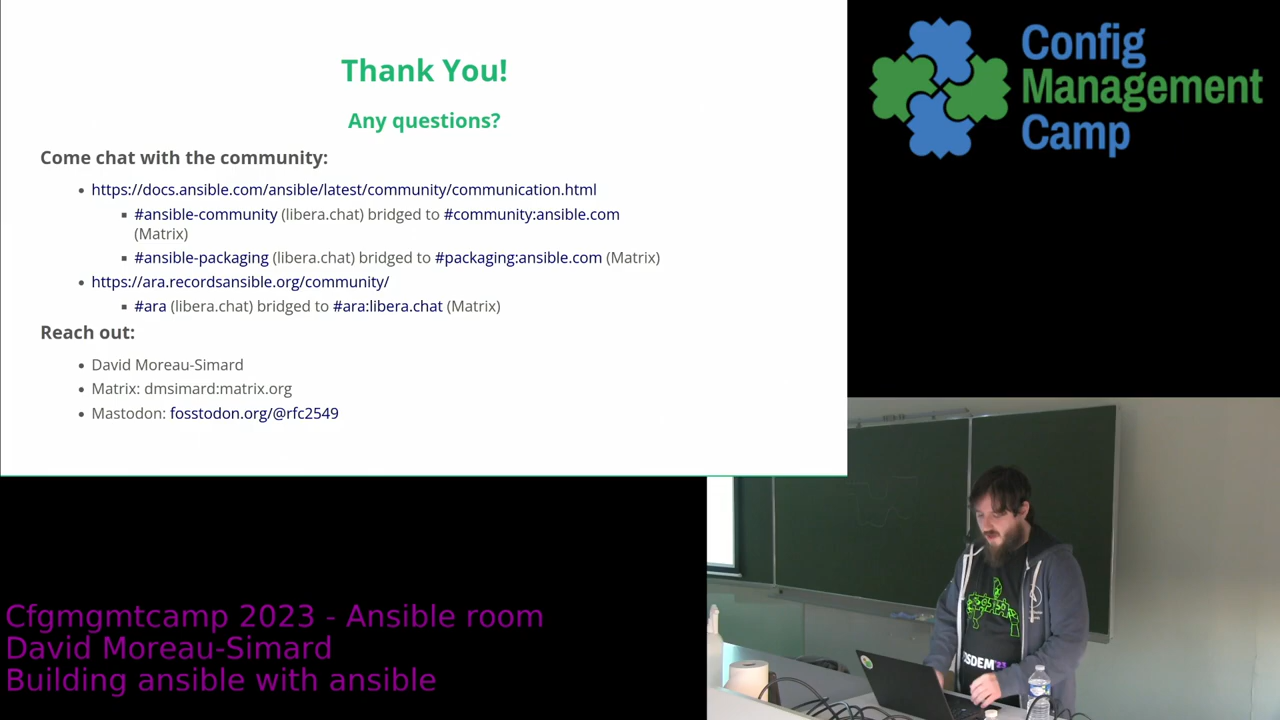 Thank You!
Any questions?
Come chat with the community:
https://docs.ansible.com/ansible/latest/community/communication.html
#ansible-community (libera.chat) bridged to #community:ansible.com
(Matrix)
#ansible-packaging (libera.chat) bridged to #packaging:ansible.com (Matrix)
https://ara.recordsansible.org/community/
#ara (libera.chat) bridged to #ara:libera.chat (Matrix)
Reach out:
David Moreau-Simard
Matrix: dmsimard:matrix.org
Mastodon: fosstodon.org/@rfc2549
Config
Management
Camp
Cfgmgmtcamp 2023 - Ansible room
David Moreau-Simard
Building ansible with ansible